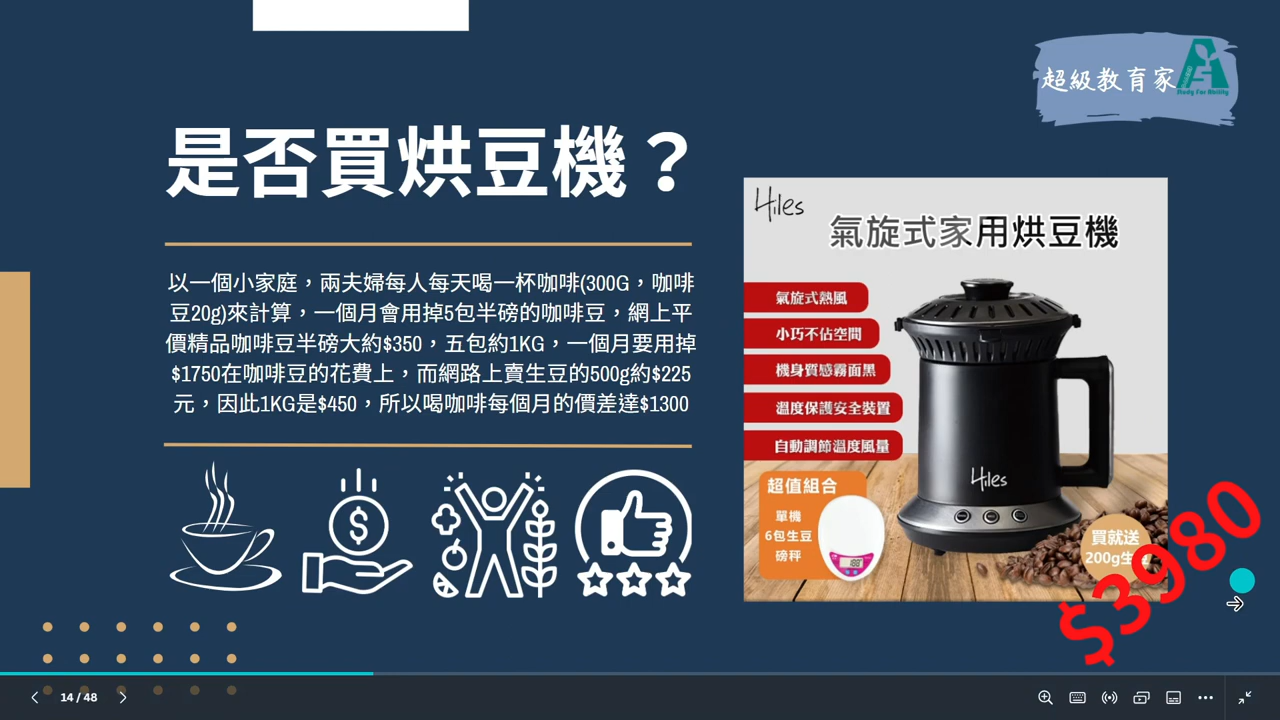 超級教育家
Study For Ability
是否買烘豆機？
以一個小家庭，兩夫婦每人每天喝一杯咖啡(300G，咖啡
豆20g)來計算，一個月會用掉5包半磅的咖啡豆，網上平
價精品咖啡豆半磅大約$350，五包約1KG，一個月要用掉
$1750在咖啡豆的花費上，而網路上賣生豆的500g約$225
元，因此1KG是$450，所以喝咖啡每個月的價差達$1300
Hiles
氣旋式家用烘豆機
氣旋式熱風
小巧不佔空間
機身質感霧面黑
溫度保護安全裝置
自動調節溫度風量
超值組合
單機
6包生豆
磅秤
Hiles
買就送
200g生豆
$3980
14 / 48